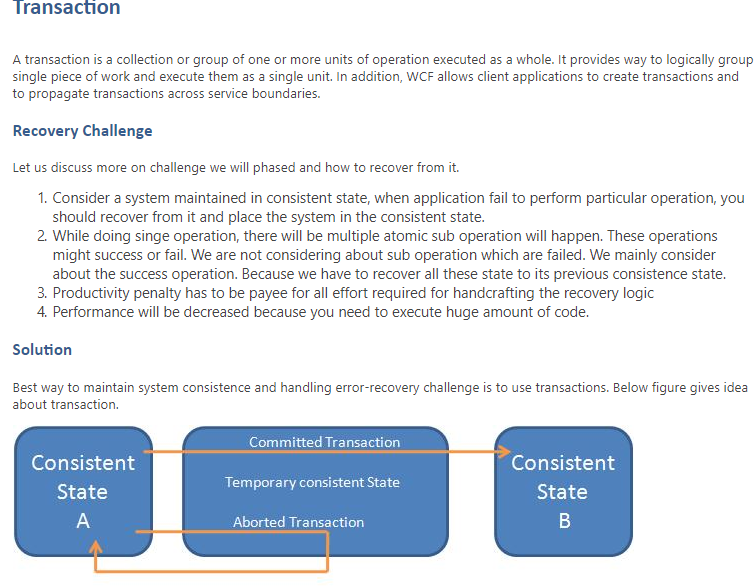 Transaction
A transaction is a collection or group of one or more units of operation executed as a whole. It provides way to logically group
single piece of work and execute them as a single unit. In addition, WCF allows client applications to create transactions and
to propagate transactions across service boundaries.
Recovery Challenge
Let us discuss more on challenge we will phased and how to recover from it.
1. Consider a system maintained in consistent state, when application fail to perform particular operation, you
should recover from it and place the system in the consistent state.
2. While doing singe operation, there will be multiple atomic sub operation will happen. These operations
might success or fail. We are not considering about sub operation which are failed. We mainly consider
about the success operation. Because we have to recover all these state to its previous consistence state.
3. Productivity penalty has to be payee for all effort required for handcrafting the recovery logic
4. Performance will be decreased because you need to execute huge amount of code.
Solution
Best way to maintain system consistence and handling error-recovery challenge is to use transactions. Below figure gives idea
about transaction.
Consistent
State
A
Committed Transaction
Temporary consistent State
Aborted Transaction
Consistent
State
B